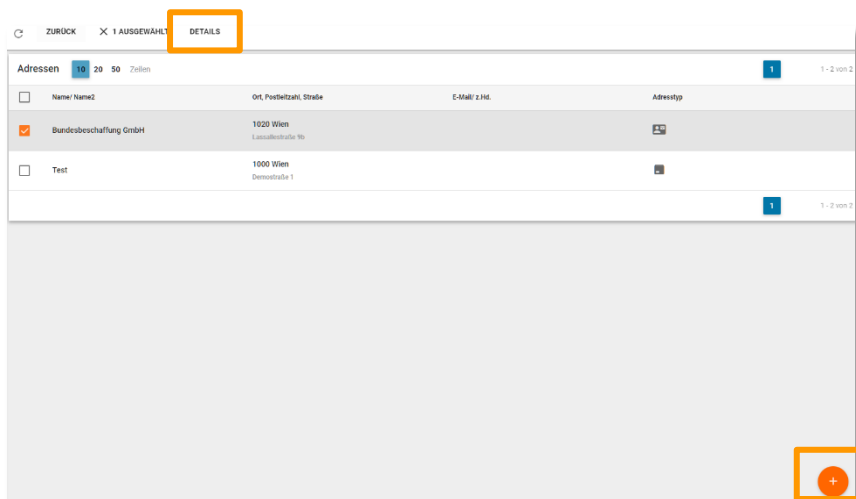 ZURÜCK
1 AUSGEWÄHLT
DETAILS
Adressen 10 20 50 Zeilen
1
1 - 2 von 2
Name/ Name2
Ort, Postleitzahl, Straße
E-Mail/ z.Hd.
Adresstyp
Bundesbeschaffung GmbH
1020 Wien
Lassallestraße 9b
Test
1000 Wien
Demostraße 1
1
1 - 2 von 2
+